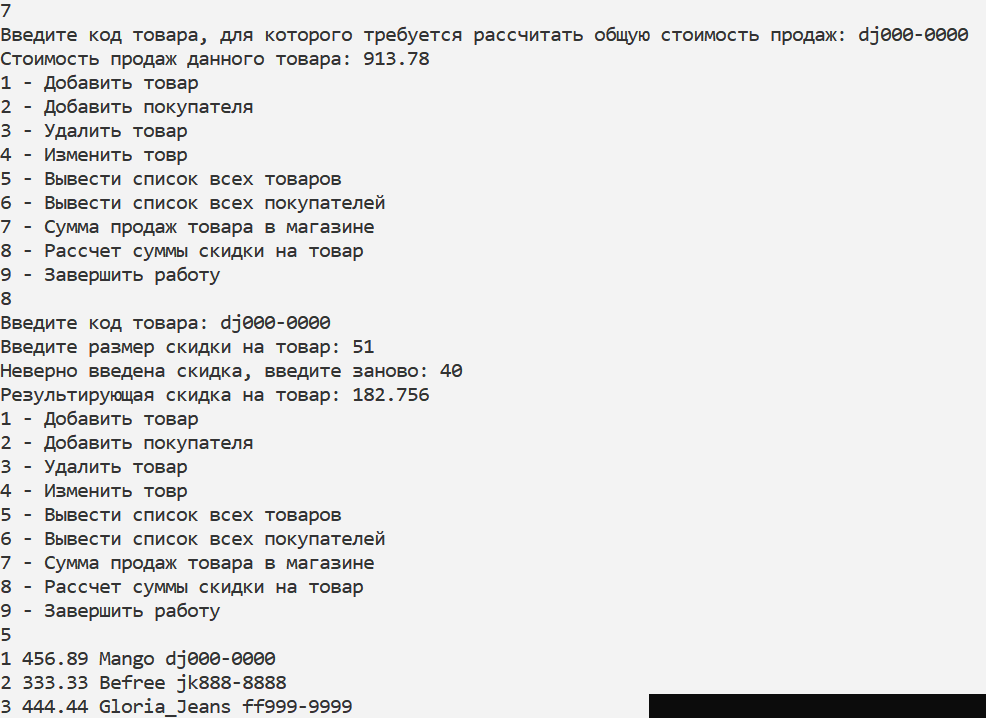 7
Введите код товара, для которого требуется рассчитать общую стоимость продаж: dj000-0000
Стоимость продаж данного товара: 913.78
1 - Добавить товар
2 - Добавить покупателя
3 - Удалить товар
4 - Изменить товр
5 - Вывести список всех товаров
6 - Вывести список всех покупателей
7 - Сумма продаж товара в магазине
8 - Рассчет суммы скидки на товар
9 - Завершить работу
8
Введите код товара: dj000-0000
Введите размер скидки на товар: 51
Неверно введена скидка, введите заново: 40
Результирующая скидка на товар: 182.756
1 - Добавить товар
2 - Добавить покупателя
3 - Удалить товар
4 - Изменить товр
5 - Вывести список всех товаров
6 - Вывести список всех покупателей
7 - Сумма продаж товара в магазине
8 - Рассчет суммы скидки на товар
9 - Завершить работу
5
1 456.89 Mango dj000-0000
2 333.33 Befree jk888-8888
3 444.44 Gloria_Jeans ff999-9999